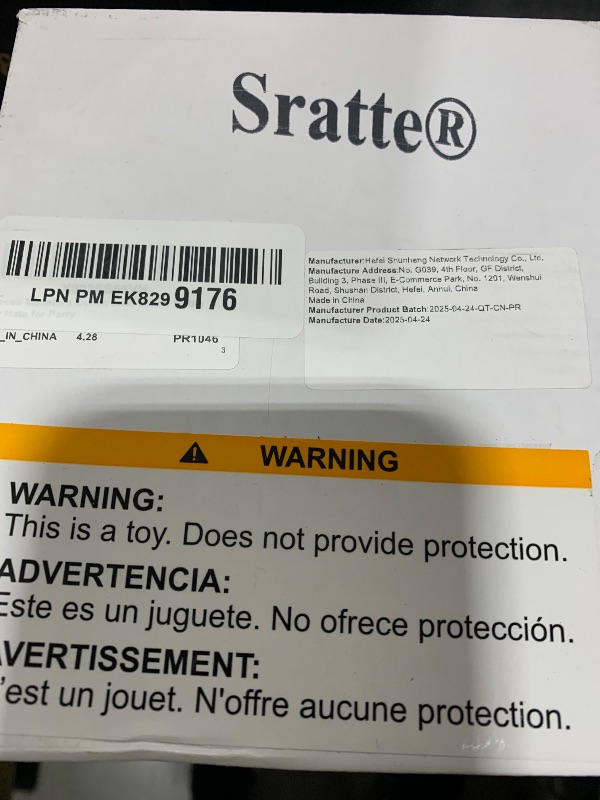 Sratte®
LPN PM EK829 9176
Hats for Party
_IN_CHINA 4.28 PR1046
3
Manufacturer:Hefei Shunheng Network Technology Co., Ltd.
Manufacture Address:No. G039, 4th Floor, GF District,
Building 3, Phase III, E-Commerce Park, No. 1201, Wenshui
Road, Shushan District, Hefei, Annui, China
Made in China
Manufacturer Product Batch:2025-04-24-QT-CN-PR
Manufacture Date:2025-04-24
WARNING
WARNING:
This is a toy. Does not provide protection.
ADVERTENCIA:
Este es un juguete. No ofrece protección.
AVERTISSEMENT:
'est un jouet. N'offre aucune protection.